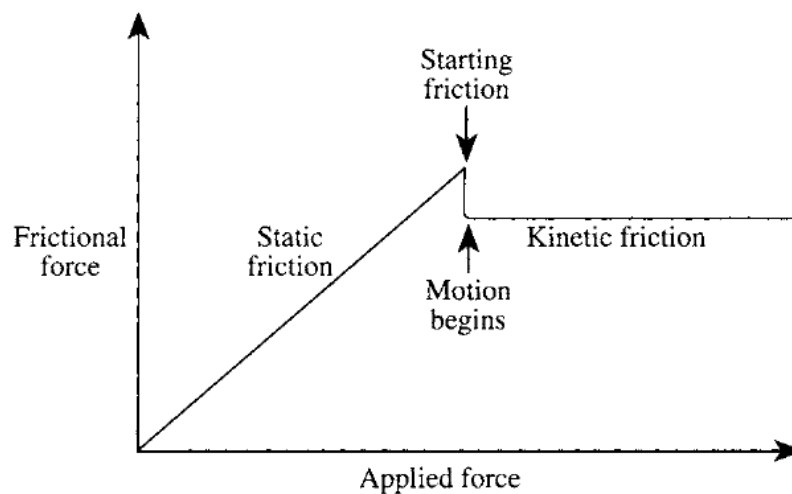 Starting
friction
Frictional
force
Static
friction
Kinetic friction
Motion
begins
Applied force